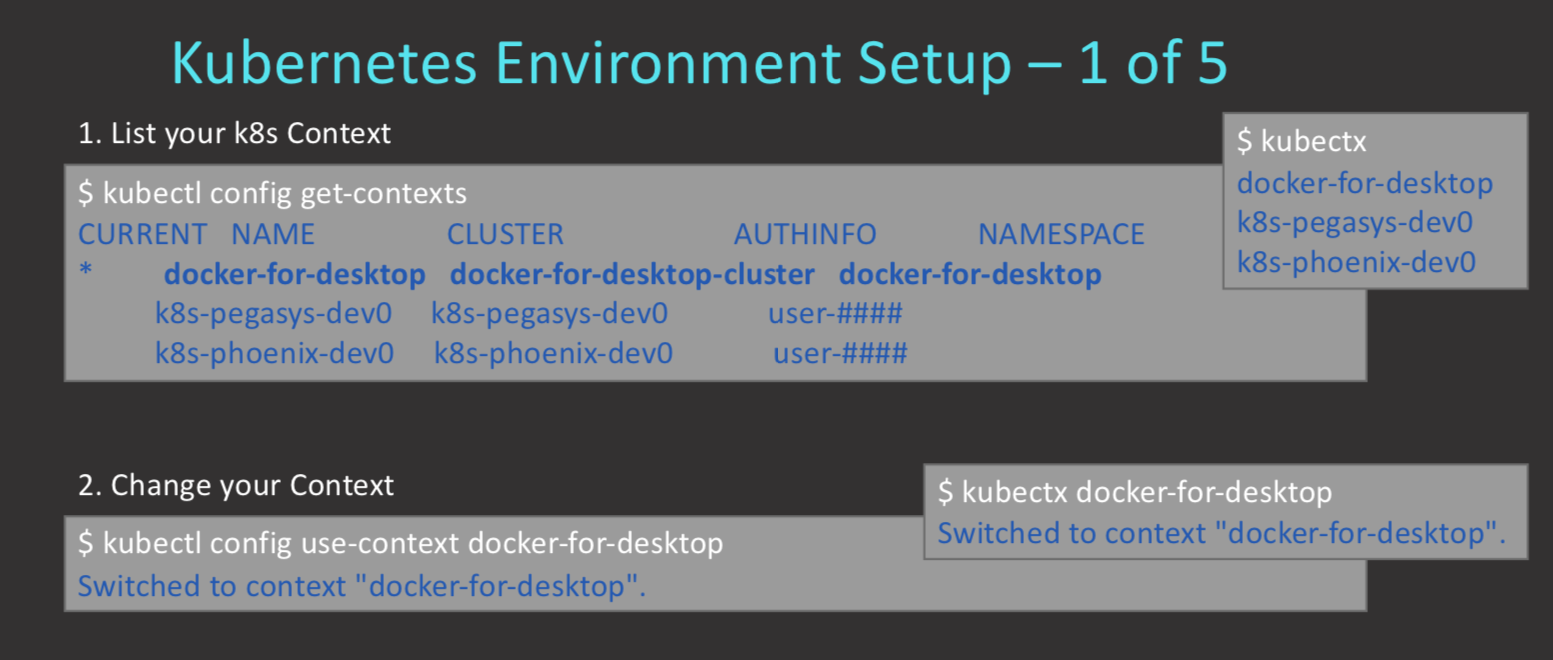 Kubernetes Environment Setup – 1 of 5
1. List your k8s Context
$ kubectl config get-contexts
CURRENT NAME CLUSTER AUTHINFO NAMESPACE
* docker-for-desktop docker-for-desktop-cluster docker-for-desktop
k8s-pegasys-dev0 k8s-pegasys-dev0 user-####
k8s-phoenix-dev0 k8s-phoenix-dev0 user-####
$ kubectx
docker-for-desktop
k8s-pegasys-dev0
k8s-phoenix-dev0
2. Change your Context
$ kubectl config use-context docker-for-desktop
Switched to context "docker-for-desktop".
$ kubectx docker-for-desktop
Switched to context "docker-for-desktop".